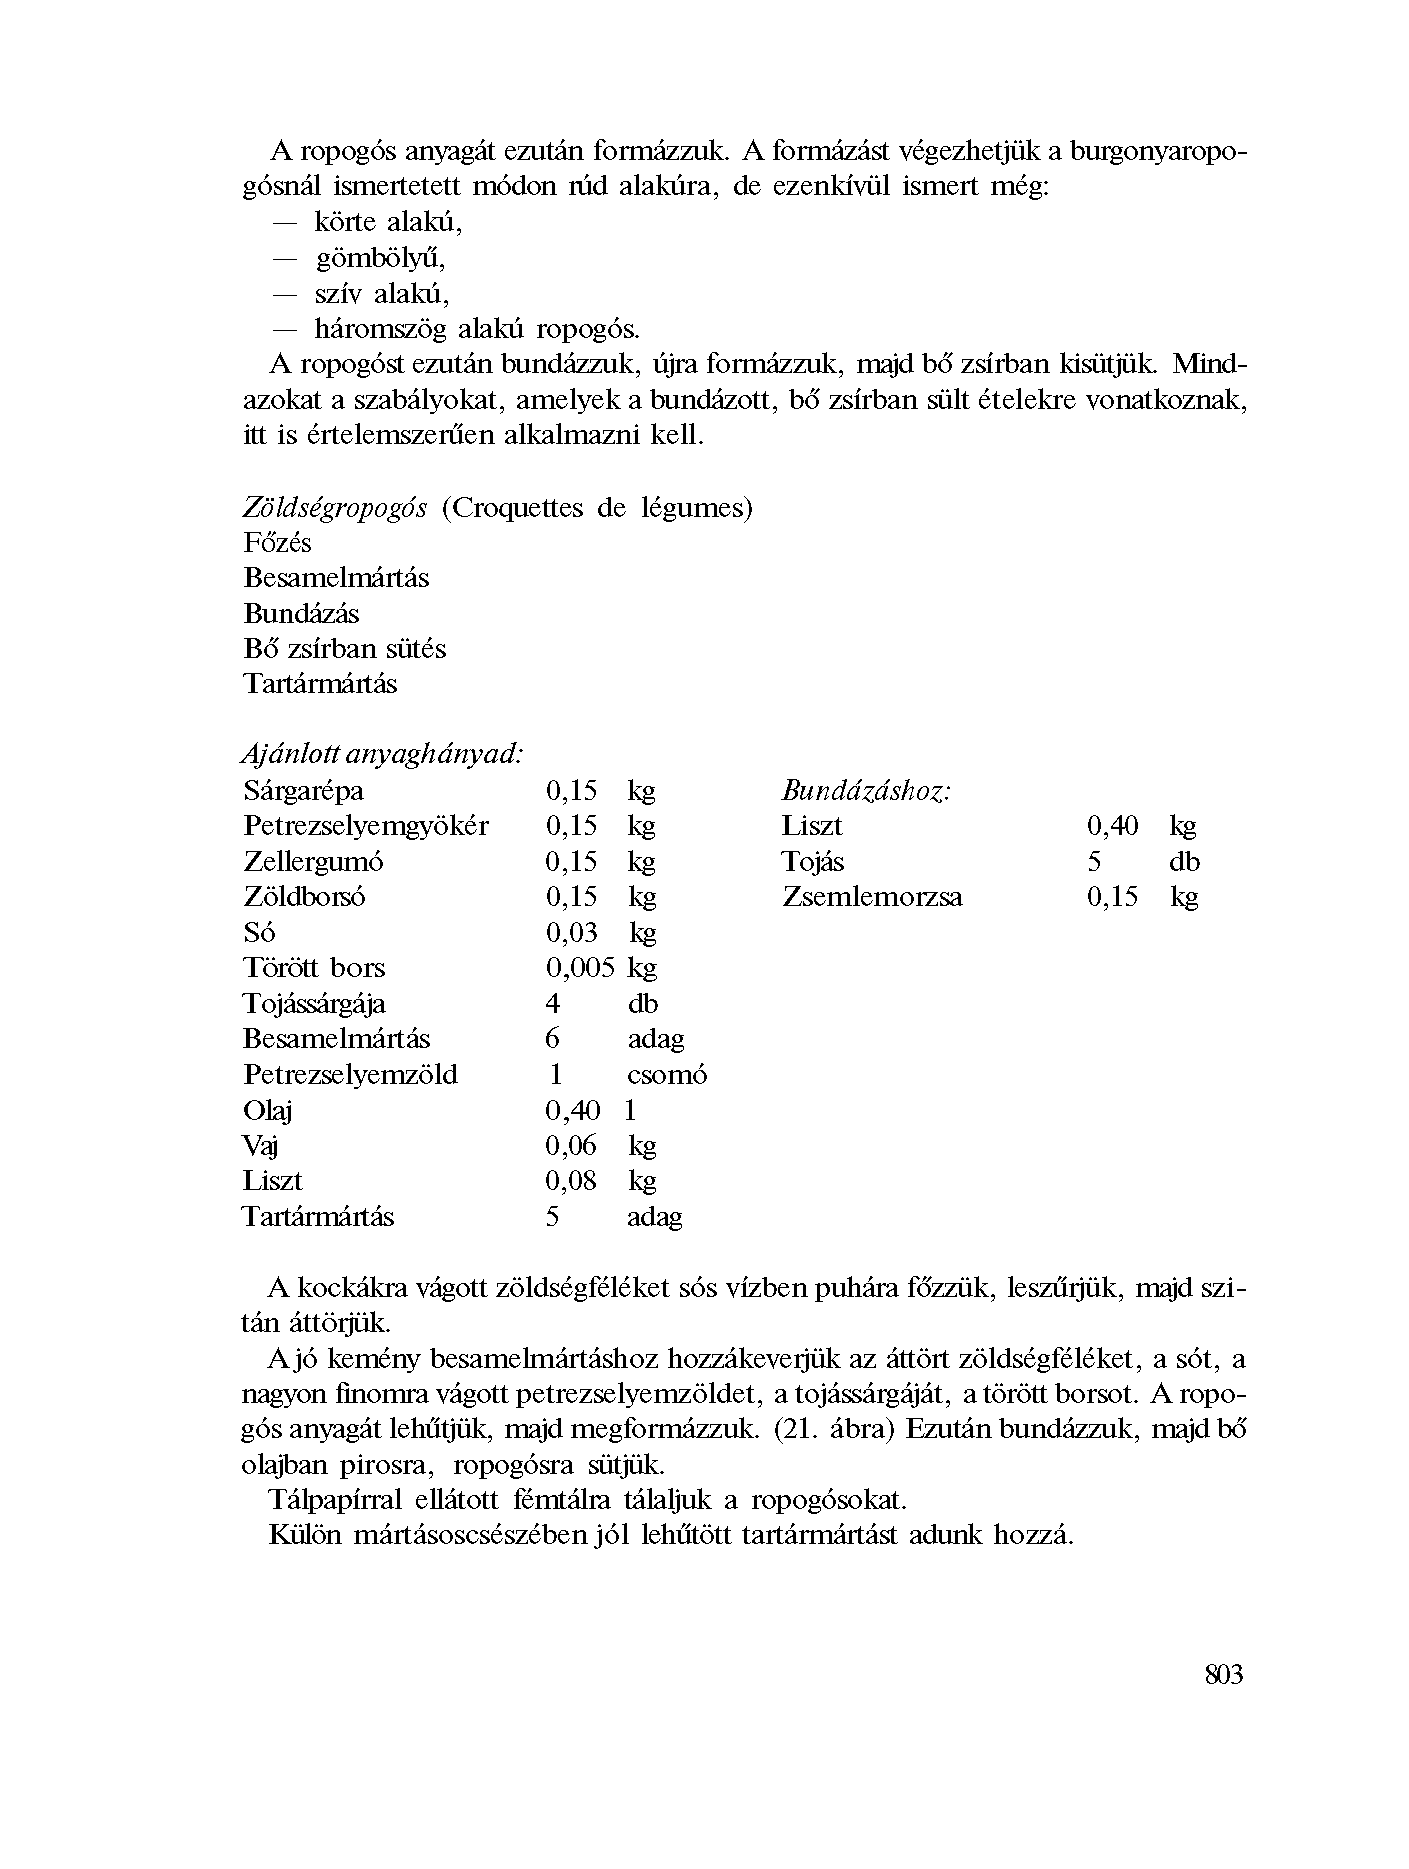 A ropogós anyagát ezután formázzuk. A formázást végezhetjük a burgonyaropo-
gósnál ismertetett módon rúd alakúra, de ezenkívül ismert még:
— körte alakú,
— gömbölyű,
— szív alakú,
— háromszög alakú ropogós.
A ropogóst ezután bundázzuk, újra formázzuk, majd bő zsírban kisütjük. Mind-
azokat a szabályokat, amelyek a bundázott, bő zsírban sült ételekre vonatkoznak,
itt is értelemszerűen alkalmazni kell.
Zöldségropogós (Croquettes de légumes)
Főzés
Besamelmártás
Bundázás
Bő zsírban sütés
Tartármártás
Ajánlott anyaghányad:
Sárgarépa 0,15 kg
Petrezselyemgyökér 0,15 kg
Zellergumó 0,15 kg
Zöldborsó 0,15 kg
Só 0,03 kg
Törött bors 0,005 kg
Tojássárgája 4 db
Besamelmártás 6 adag
Petrezselyemzöld 1 csomó
Olaj 0,40 l
Vaj 0,06 kg
Liszt 0,08 kg
Tartármártás 5 adag
Bundázáshoz:
Liszt 0,40 kg
Tojás 5 db
Zsemlemorzsa 0,15 kg
A kockákra vágott zöldségféléket sós vízben puhára főzzük, leszűrjük, majd szi-
tán áttörjük.
A jó kemény besamelmártáshoz hozzákeverjük az áttört zöldségféléket, a sót, a
nagyon finomra vágott petrezselyemzöldet, a tojássárgáját, a törött borsot. A ropo-
gós anyagát lehűtjük, majd megformázzuk. (21. ábra) Ezután bundázzuk, majd bő
olajban pirosra, ropogósra sütjük.
Tálpapírral ellátott fémtálra tálaljuk a ropogósokat.
Külön mártásoscsészében jól lehűtött tartármártást adunk hozzá.
803